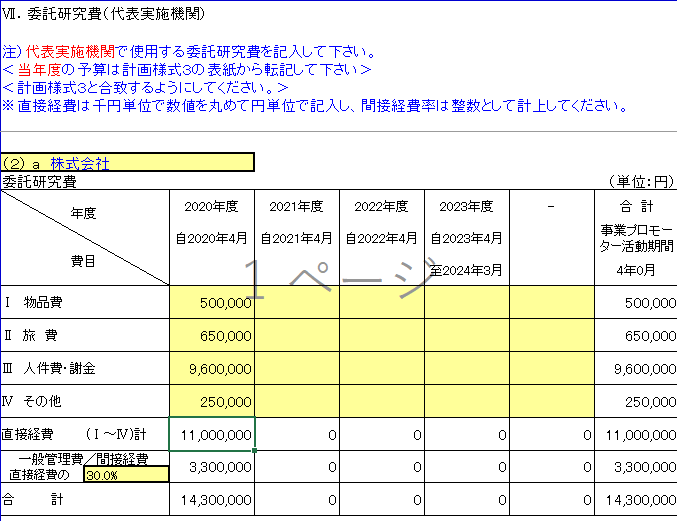 Ⅶ．委託研究費（代表実施機関）
注）代表実施機関で使用する委託研究費を記入して下さい。
＜当年度の予算は計画様式3の表紙から転記して下さい＞
＜計画様式3と合致するようにしてください。＞
※直接経費は千円単位で数値を丸めて円単位で記入し、間接経費率は整数として計上してください。
（2）a 株式会社
委託研究費 （単位：円）
年度 2020年度 2021年度 2022年度 2023年度 - 合 計
自2020年4月 自2021年4月 自2022年4月 自2023年4月 事業プロモーター活動期間
費目 至2024年3月 4年0月
1 ページ
Ⅰ 物品費 500,000 500,000
Ⅱ 旅 費 650,000 650,000
Ⅲ 人件費・謝金 9,600,000 9,600,000
Ⅳ その他 250,000 250,000
直接経費 （Ⅰ～Ⅳ)計 11,000,000 0 0 0 0 11,000,000
一般管理費／間接経費
直接経費の 30.0% 3,300,000 0 0 0 0 3,300,000
合 計 14,300,000 0 0 0 0 14,300,000